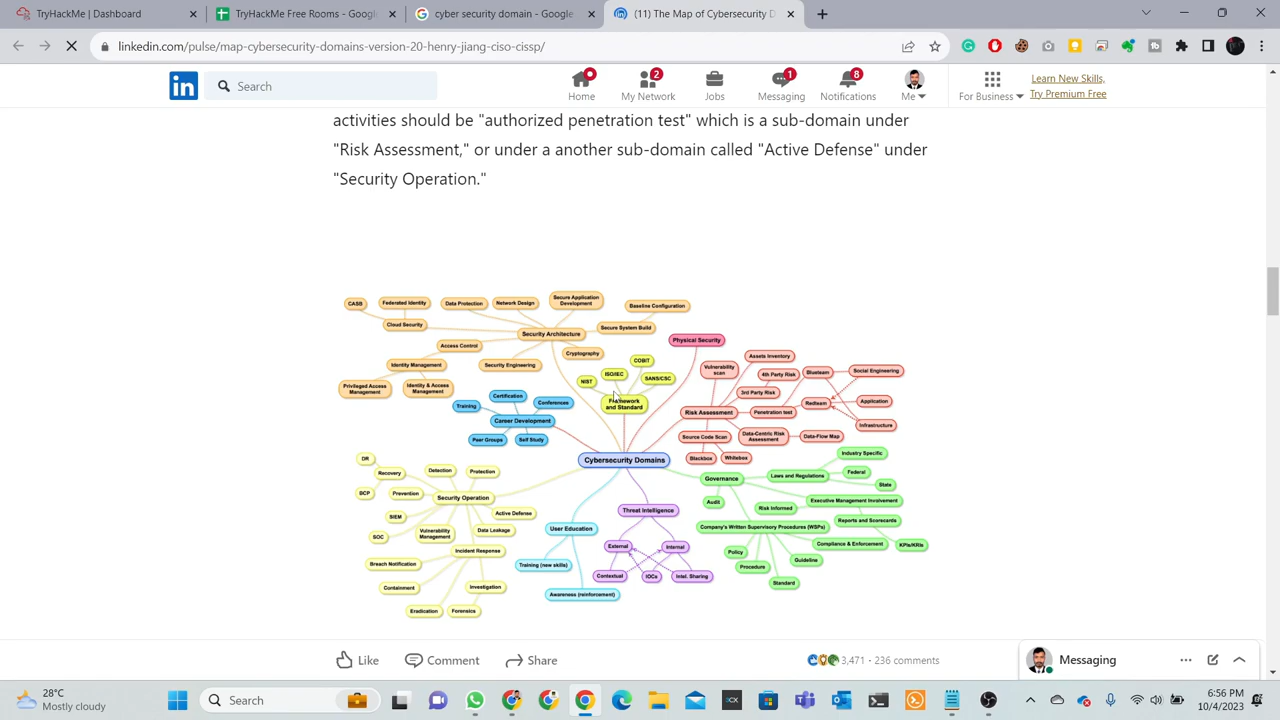 TryHackMe | Dashboard
TryHackMe Free Rooms - Google S
linkedin.com/pulse/map-cybersecurity-domains-version-20-henry-jiang-ciso-cissp/
in
Search
Home
2
My Network
Jobs
1
Messaging
8
Notifications
Me
For Business
Learn New Skills,
Try Premium Free
activities should be "authorized penetration test" which is a sub-domain under
"Risk Assessment," or under a another sub-domain called "Active Defense" under
"Security Operation."
CASB
Federated Identity
Data Protection
Network Design
Secure Application
Development
Baseline Configuration
Cloud Security
Security Architecture
Secure System Build
Access Control
Cryptography
Identity Management
Security Engineering
Privileged Access
Management
Identity & Access
Management
Physical Security
COBIT
ISO/IEC
NIST
SANS/CSC
Framework
and Standard
Certification
Training
Conferences
Career Development
Peer Groups
Self Study
Vulnerability
scan
Assets Inventory
4th Party Risk
Blueteam
Social Engineering
3rd Party Risk
Redteam
Application
Risk Assessment
Penetration test
Infrastructure
Source Code Scan
Data-Centric Risk
Assessment
Data-Flow Map
Blackbox
Whitebox
Cybersecurity Domains
DR
Recovery
Detection
Protection
BCP
Prevention
Security Operation
SIEM
Active Defense
SOC
Vulnerability
Management
Data Leakage
Breach Notification
Incident Response
Containment
Investigation
Eradication
Forensics
User Education
Training (new skills)
Awareness (reinforcement)
Threat Intelligence
External
Internal
Contextual
IOCs
Intel. Sharing
Governance
Industry Specific
Laws and Regulations
Federal
State
Audit
Executive Management Involvement
Risk Informed
Reports and Scorecards
Company's Written Supervisory Procedures (WSPs)
Compliance & Enforcement
KPIs/KRIs
Policy
Guideline
Procedure
Standard
Like
Comment
Share
3,471 • 236 comments
Messaging
28°C
Mostly cloudy
Search
6:56 PM
10/4/2023